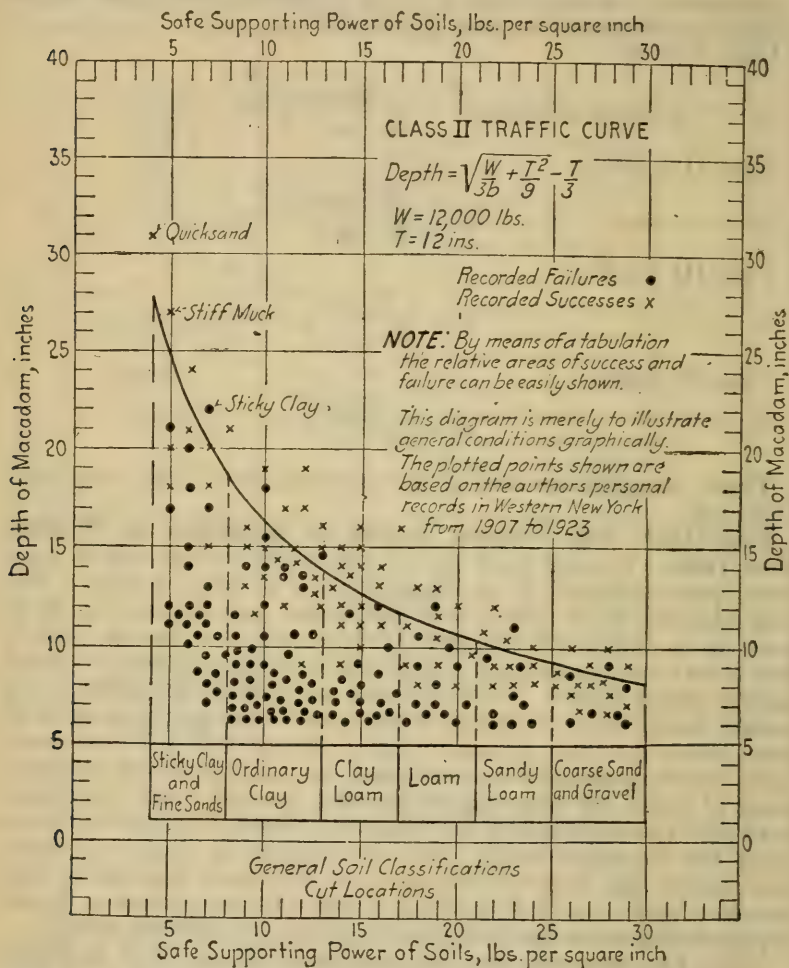 Safe Supporting Power of Soils, lbs. per square inch
5 10 15 20 25 30
40 40
35 35
30 30
25 25
20 20
15 15
10 10
5 5
0 0
Depth of Macadam, inches
Depth of Macadam, inches
CLASS II TRAFFIC CURVE
Depth = √(W/3b + T²/9) - T/3
W = 12,000 lbs.
T = 12 ins.
Quicksand
Recorded Failures ●
Recorded Successes x
Stiff Muck
NOTE: By means of a tabulation
the relative areas of success and
failure can be easily shown.
Sticky Clay
This diagram is merely to illustrate
general conditions graphically.
The plotted points shown are
based on the authors personal
records in Western New York
from 1907 to 1923
Sticky Clay
and
Fine Sands
Ordinary
Clay
Clay
Loam
Loam
Sandy
Loam
Coarse Sand
and Gravel
General Soil Classifications
Cut Locations
5 10 15 20 25 30
Safe Supporting Power of Soils, lbs. per square inch